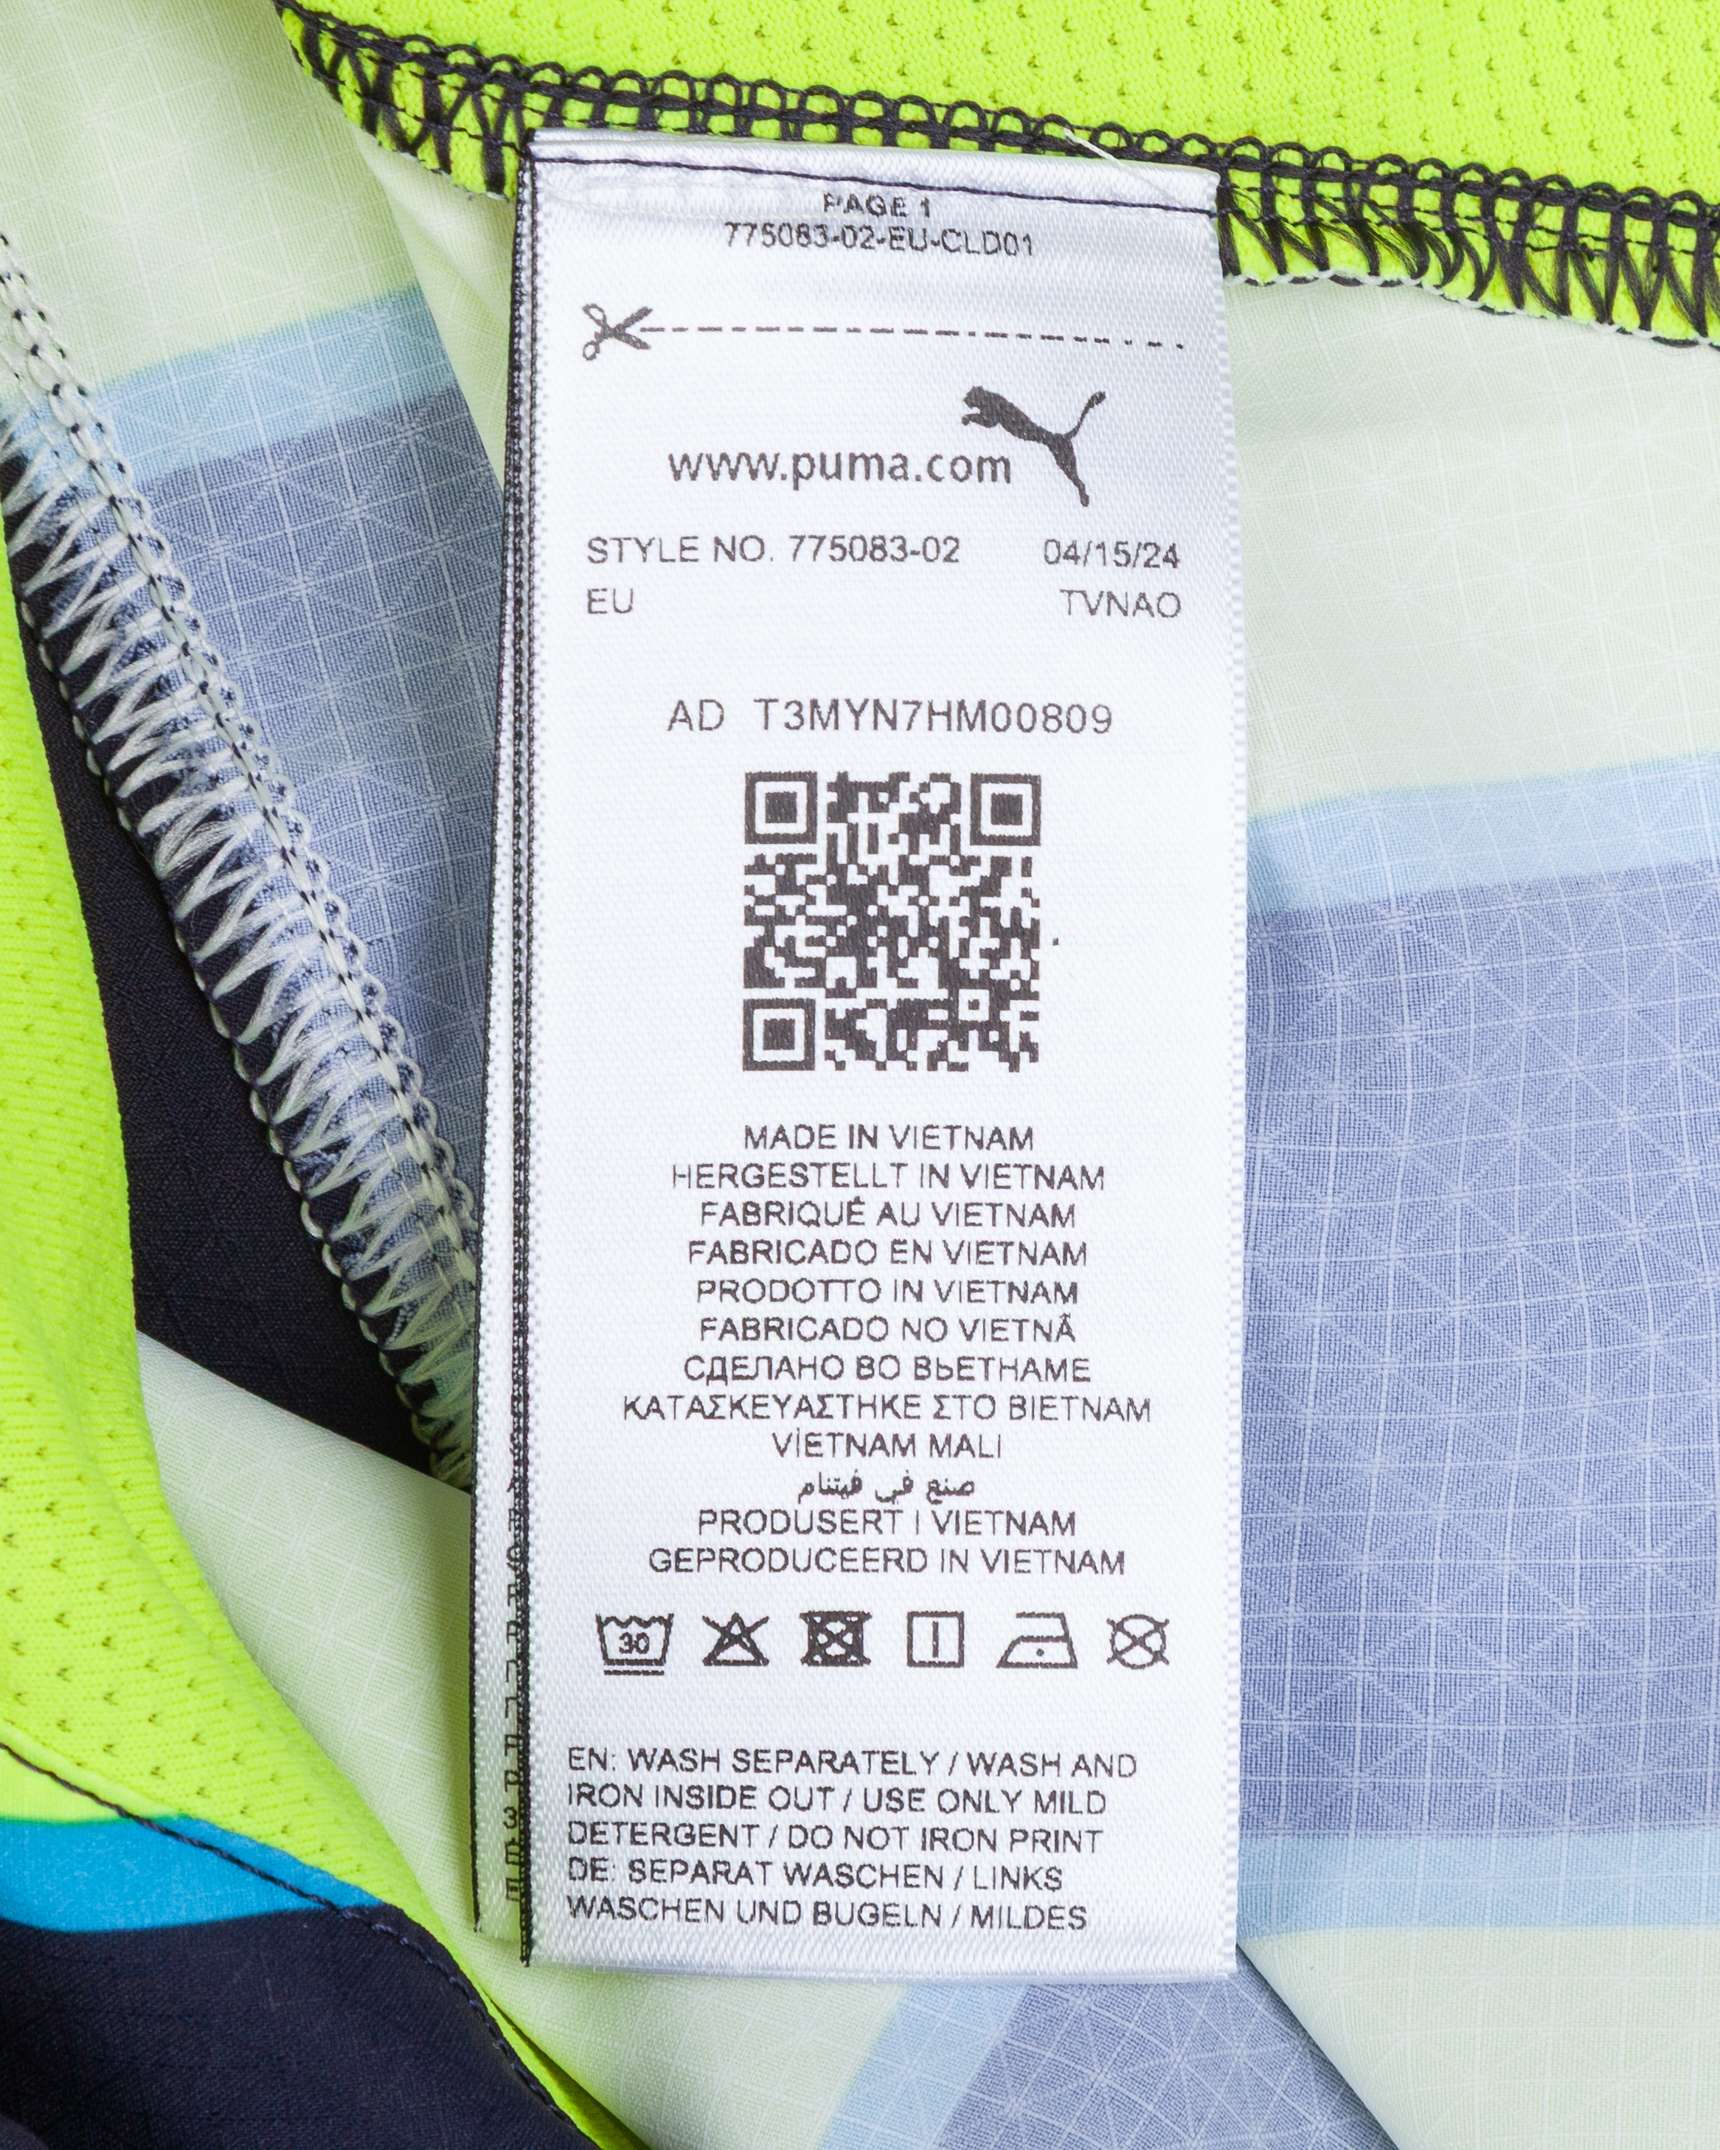 PAGE 1
775083-02-EU-CLD01
www.puma.com
STYLE NO. 775083-02 04/15/24
EU TVNAO
AD T3MYN7HM00809
MADE IN VIETNAM
HERGESTELLT IN VIETNAM
FABRIQUÉ AU VIETNAM
FABRICADO EN VIETNAM
PRODOTTO IN VIETNAM
FABRICADO NO VIETNÃ
СДЕЛАНО ВО ВЬЕТНАМЕ
ΚΑΤΑΣΚΕΥΑΣΤΗΚΕ ΣΤΟ ΒΙΕΤΝΑΜ
VİETNAM MALI
صنع في فيتنام
PRODUSERT I VIETNAM
GEPRODUCEERD IN VIETNAM
30
EN: WASH SEPARATELY / WASH AND
IRON INSIDE OUT / USE ONLY MILD
DETERGENT / DO NOT IRON PRINT
DE: SEPARAT WASCHEN / LINKS
WASCHEN UND BUGELN / MILDES